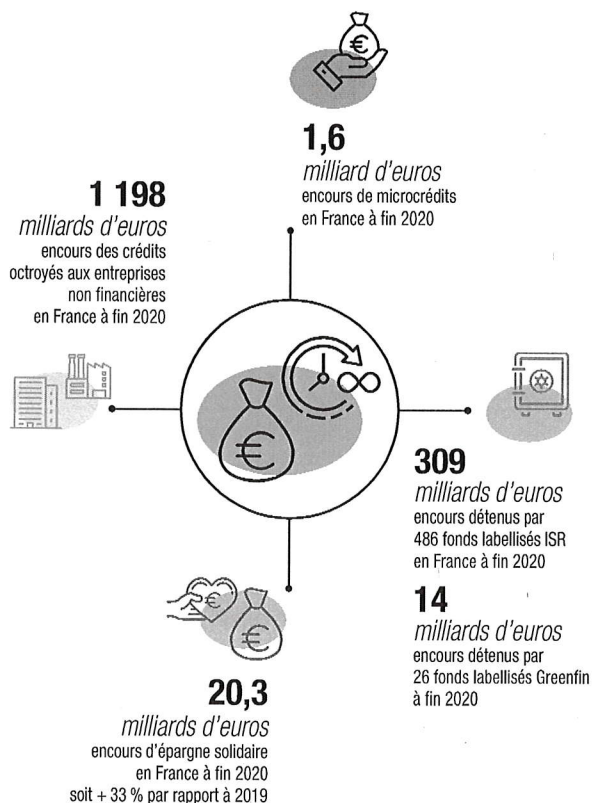 1,6
milliard d'euros
encours de microcrédits
en France à fin 2020
1 198
milliards d'euros
encours des crédits
octroyés aux entreprises
non financières
en France à fin 2020
309
milliards d'euros
encours détenus par
486 fonds labellisés ISR
en France à fin 2020
14
milliards d'euros
encours détenus par
26 fonds labellisés Greenfin
à fin 2020
20,3
milliards d'euros
encours d'épargne solidaire
en France à fin 2020
soit + 33 % par rapport à 2019